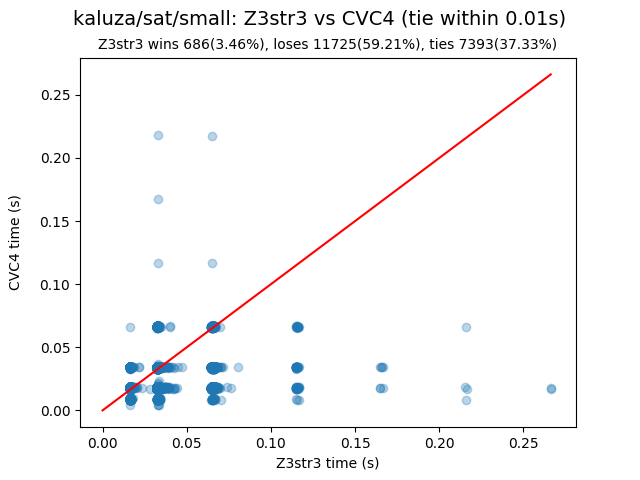 kaluza/sat/small: Z3str3 vs CVC4 (tie within 0.01s)
Z3str3 wins 686(3.46%), loses 11725(59.21%), ties 7393(37.33%)
CVC4 time (s)
0.25
0.20
0.15
0.10
0.05
0.00
0.00 0.05 0.10 0.15 0.20 0.25
Z3str3 time (s)